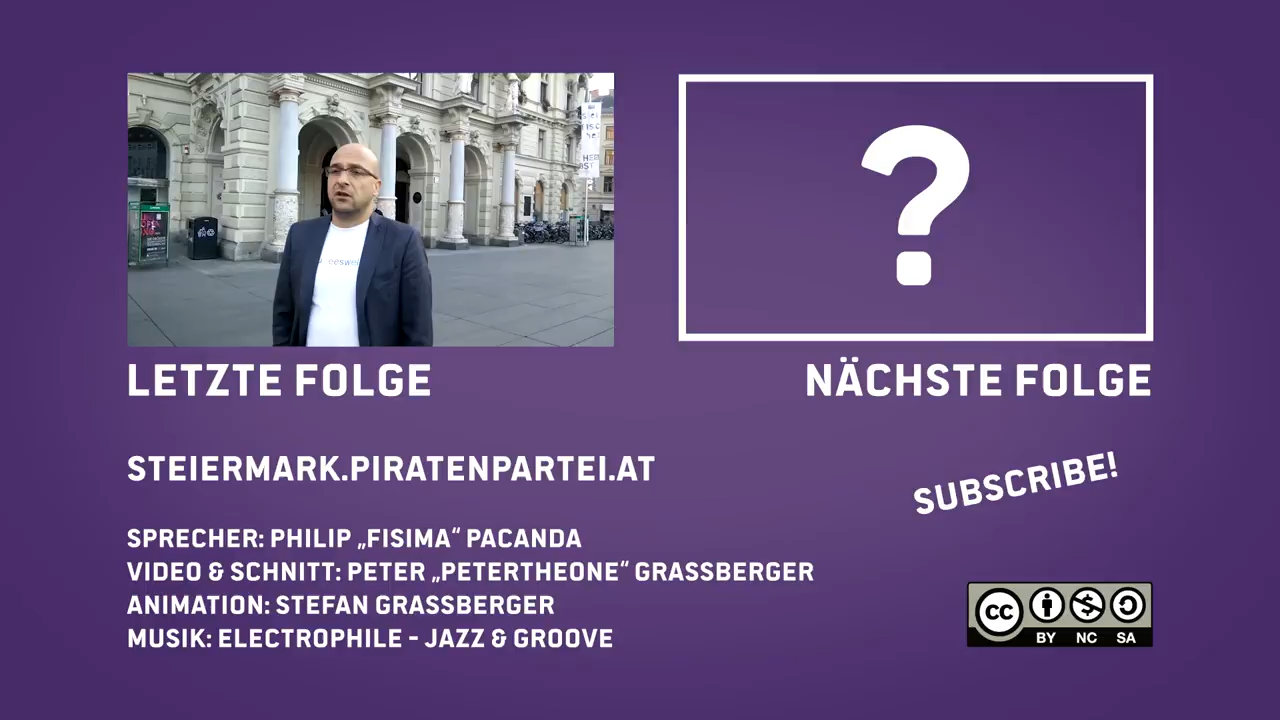 LETZTE FOLGE
?
NÄCHSTE FOLGE
STEIERMARK.PIRATENPARTEI.AT
SUBSCRIBE!
SPRECHER: PHILIP „FISIMA“ PACANDA
VIDEO & SCHNITT: PETER „PETERTHEONE“ GRASSBERGER
ANIMATION: STEFAN GRASSBERGER
MUSIK: ELECTROPHILE - JAZZ & GROOVE
CC
BY NC SA